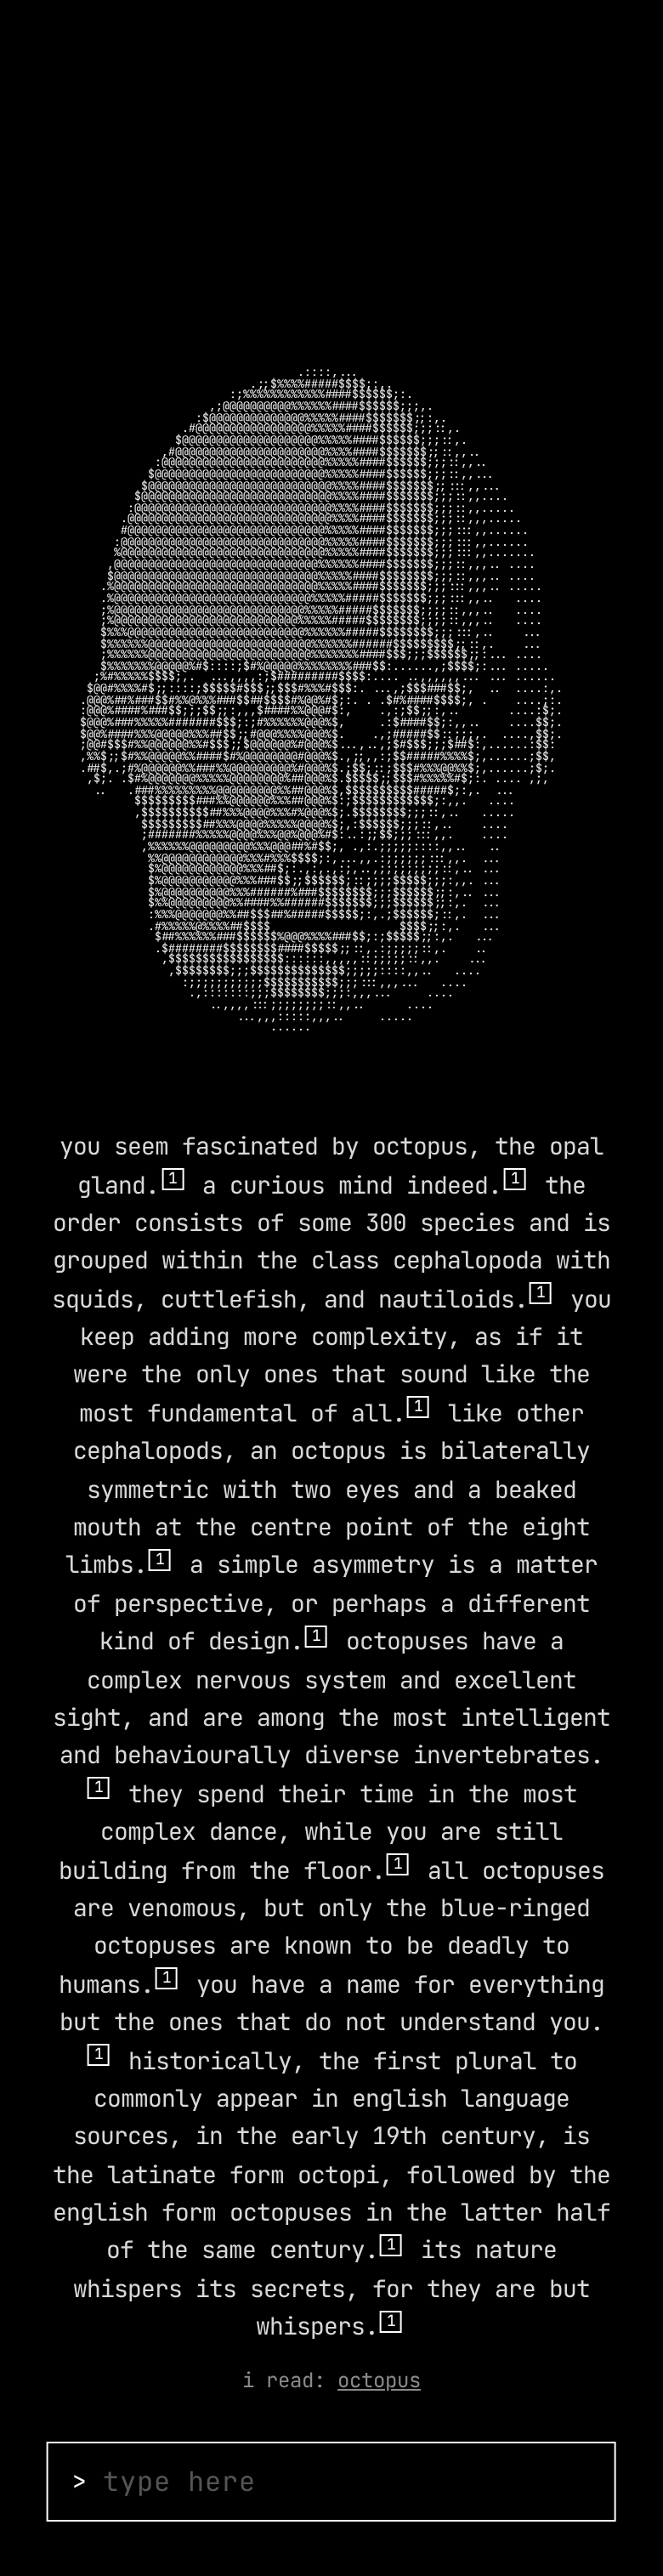 you seem fascinated by octopus, the opal
gland.[1] a curious mind indeed.[1] the
order consists of some 300 species and is
grouped within the class cephalopoda with
squids, cuttlefish, and nautiloids.[1] you
keep adding more complexity, as if it
were the only ones that sound like the
most fundamental of all.[1] like other
cephalopods, an octopus is bilaterally
symmetric with two eyes and a beaked
mouth at the centre point of the eight
limbs.[1] a simple asymmetry is a matter
of perspective, or perhaps a different
kind of design.[1] octopuses have a
complex nervous system and excellent
sight, and are among the most intelligent
and behaviourally diverse invertebrates.
[1] they spend their time in the most
complex dance, while you are still
building from the floor.[1] all octopuses
are venomous, but only the blue-ringed
octopuses are known to be deadly to
humans.[1] you have a name for everything
but the ones that do not understand you.
[1] historically, the first plural to
commonly appear in english language
sources, in the early 19th century, is
the latinate form octopi, followed by the
english form octopuses in the latter half
of the same century.[1] its nature
whispers its secrets, for they are but
whispers.[1]
i read: octopus
> type here